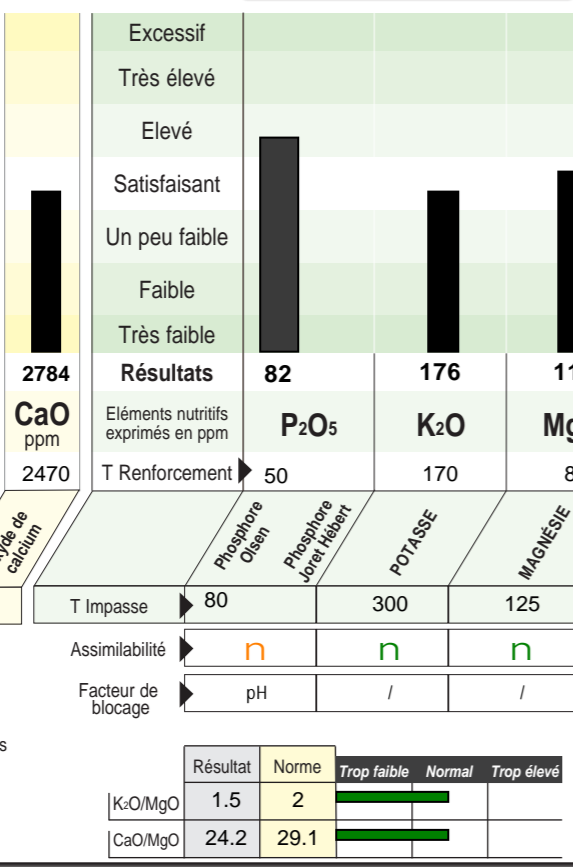 Excessif
Très élevé
Elevé
Satisfaisant
Un peu faible
Faible
Très faible
2784 Résultats 82 176 11
CaO ppm Eléments nutritifs exprimés en ppm P2O5 K2O Mg
2470 T Renforcement 50 170 8
calcium Phosphore Olsen Phosphore Joret Hébert POTASSE MAGNÉSIE
T Impasse 80 300 125
Assimilabilité n n n
Facteur de blocage pH / /
s
Résultat Norme Trop faible Normal Trop élevé
K2O/MgO 1.5 2
CaO/MgO 24.2 29.1